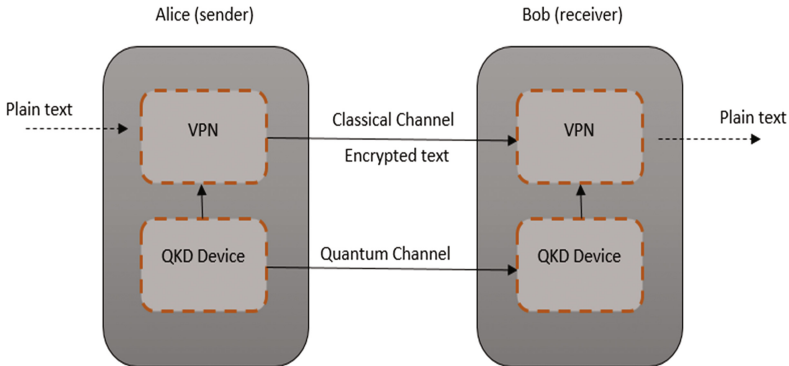 Alice (sender)
Bob (receiver)
Plain text
VPN
Classical Channel
Encrypted text
VPN
Plain text
QKD Device
Quantum Channel
QKD Device